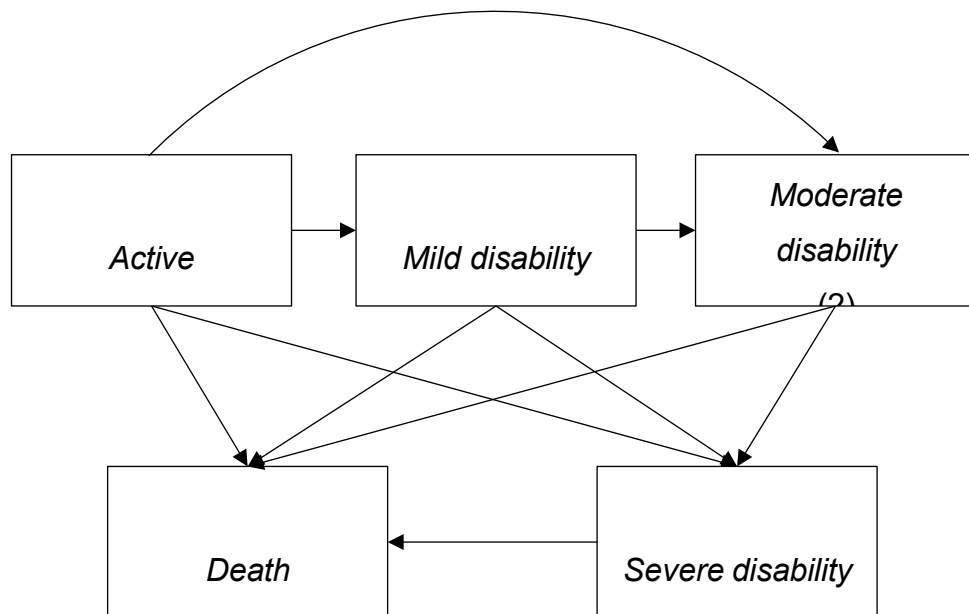 Active
Mild disability
Moderate
disability
Death
Severe disability